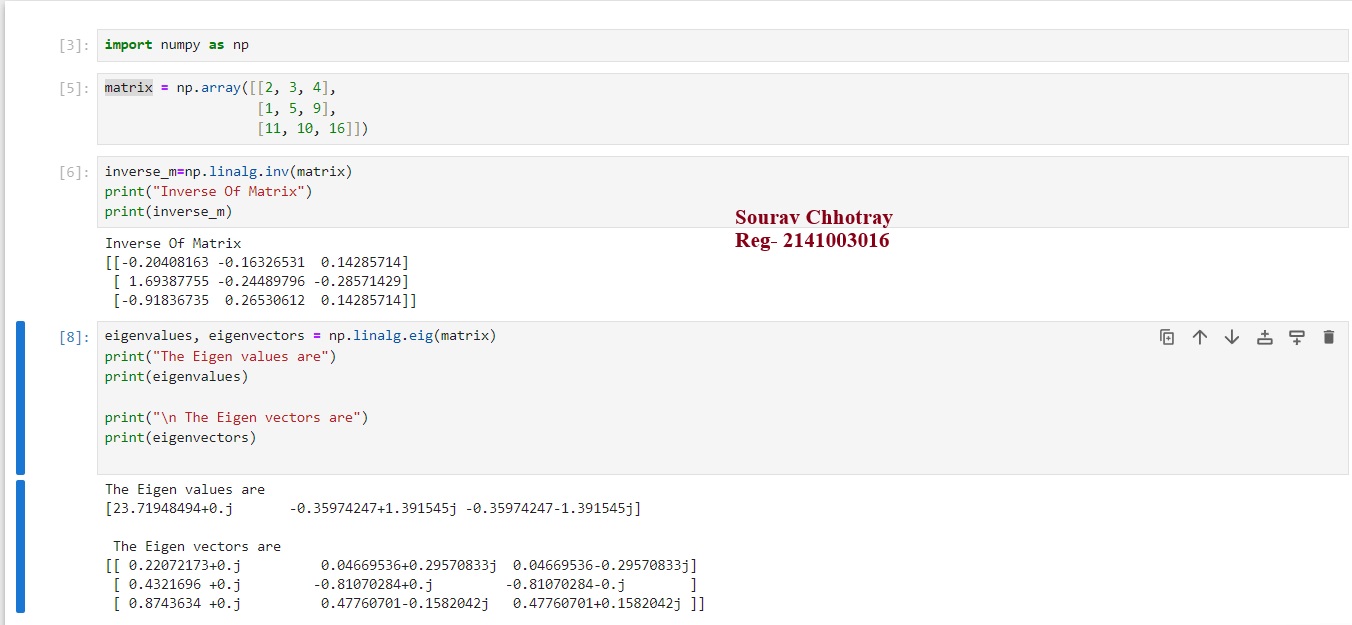 [3]: import numpy as np
[5]: matrix = np.array([[2, 3, 4],
[1, 5, 9],
[11, 10, 16]])
[6]: inverse_m=np.linalg.inv(matrix)
print("Inverse Of Matrix")
print(inverse_m)
Sourav Chhotray
Reg- 2141003016
Inverse Of Matrix
[[-0.20408163 -0.16326531  0.14285714]
[ 1.69387755 -0.24489796 -0.28571429]
[-0.91836735  0.26530612  0.14285714]]
[8]: eigenvalues, eigenvectors = np.linalg.eig(matrix)
print("The Eigen values are")
print(eigenvalues)
print("\n The Eigen vectors are")
print(eigenvectors)
The Eigen values are
[23.71948494+0.j       -0.35974247+1.391545j -0.35974247-1.391545j]
The Eigen vectors are
[[ 0.22072173+0.j          0.04669536+0.29570833j  0.04669536-0.29570833j]
[ 0.4321696 +0.j         -0.81070284+0.j         -0.81070284-0.j        ]
[ 0.8743634 +0.j          0.47760701-0.1582042j   0.47760701+0.1582042j ]]